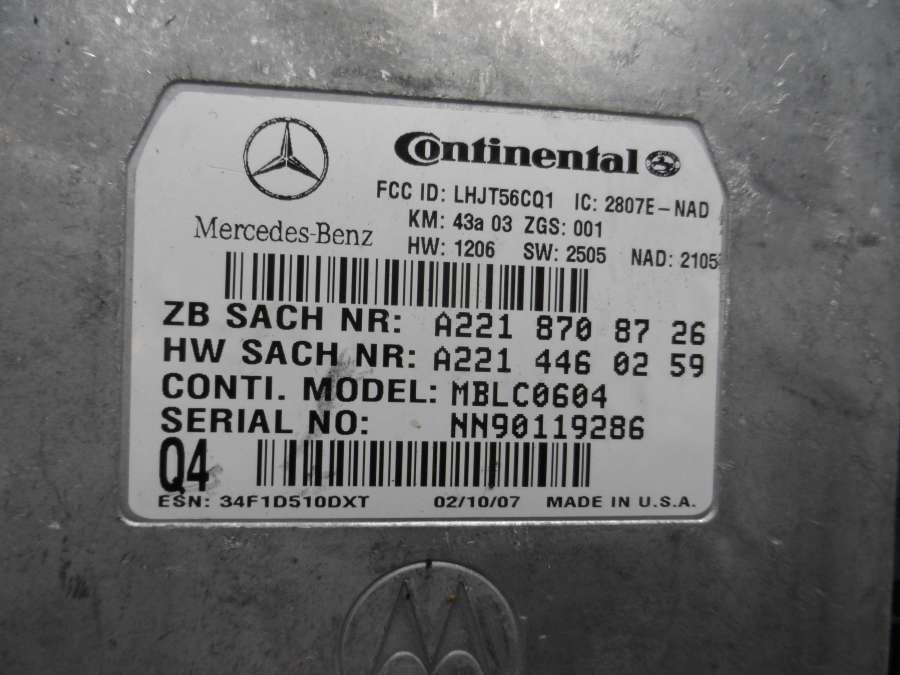 Continental
Mercedes-Benz
FCC ID: LHJT56CQ1 IC: 2807E-NAD
KM: 43a 03 ZGS: 001
HW: 1206 SW: 2505 NAD: 2105
ZB SACH NR: A221 870 87 26
HW SACH NR: A221 446 02 59
CONTI. MODEL: MBLC0604
SERIAL NO: NN90119286
Q4
ESN: 34F1D510DXT 02/10/07 MADE IN U.S.A.